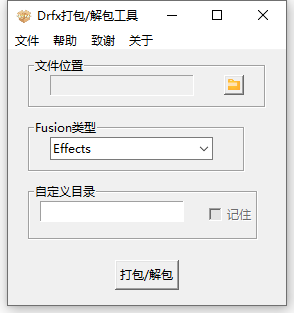 Drfx打包/解包工具
文件 帮助 致谢 关于
文件位置
Fusion类型
Effects
自定义目录
记住
打包/解包